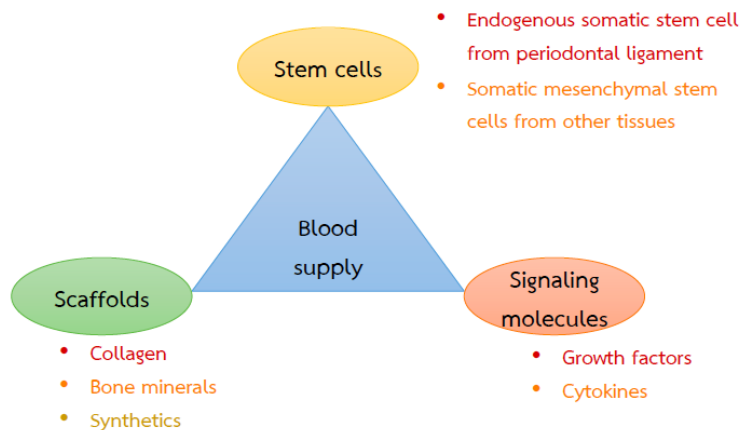 Stem cells
• Endogenous somatic stem cell
from periodontal ligament
• Somatic mesenchymal stem
cells from other tissues
Blood
supply
Scaffolds
• Collagen
• Bone minerals
• Synthetics
Signaling
molecules
• Growth factors
• Cytokines